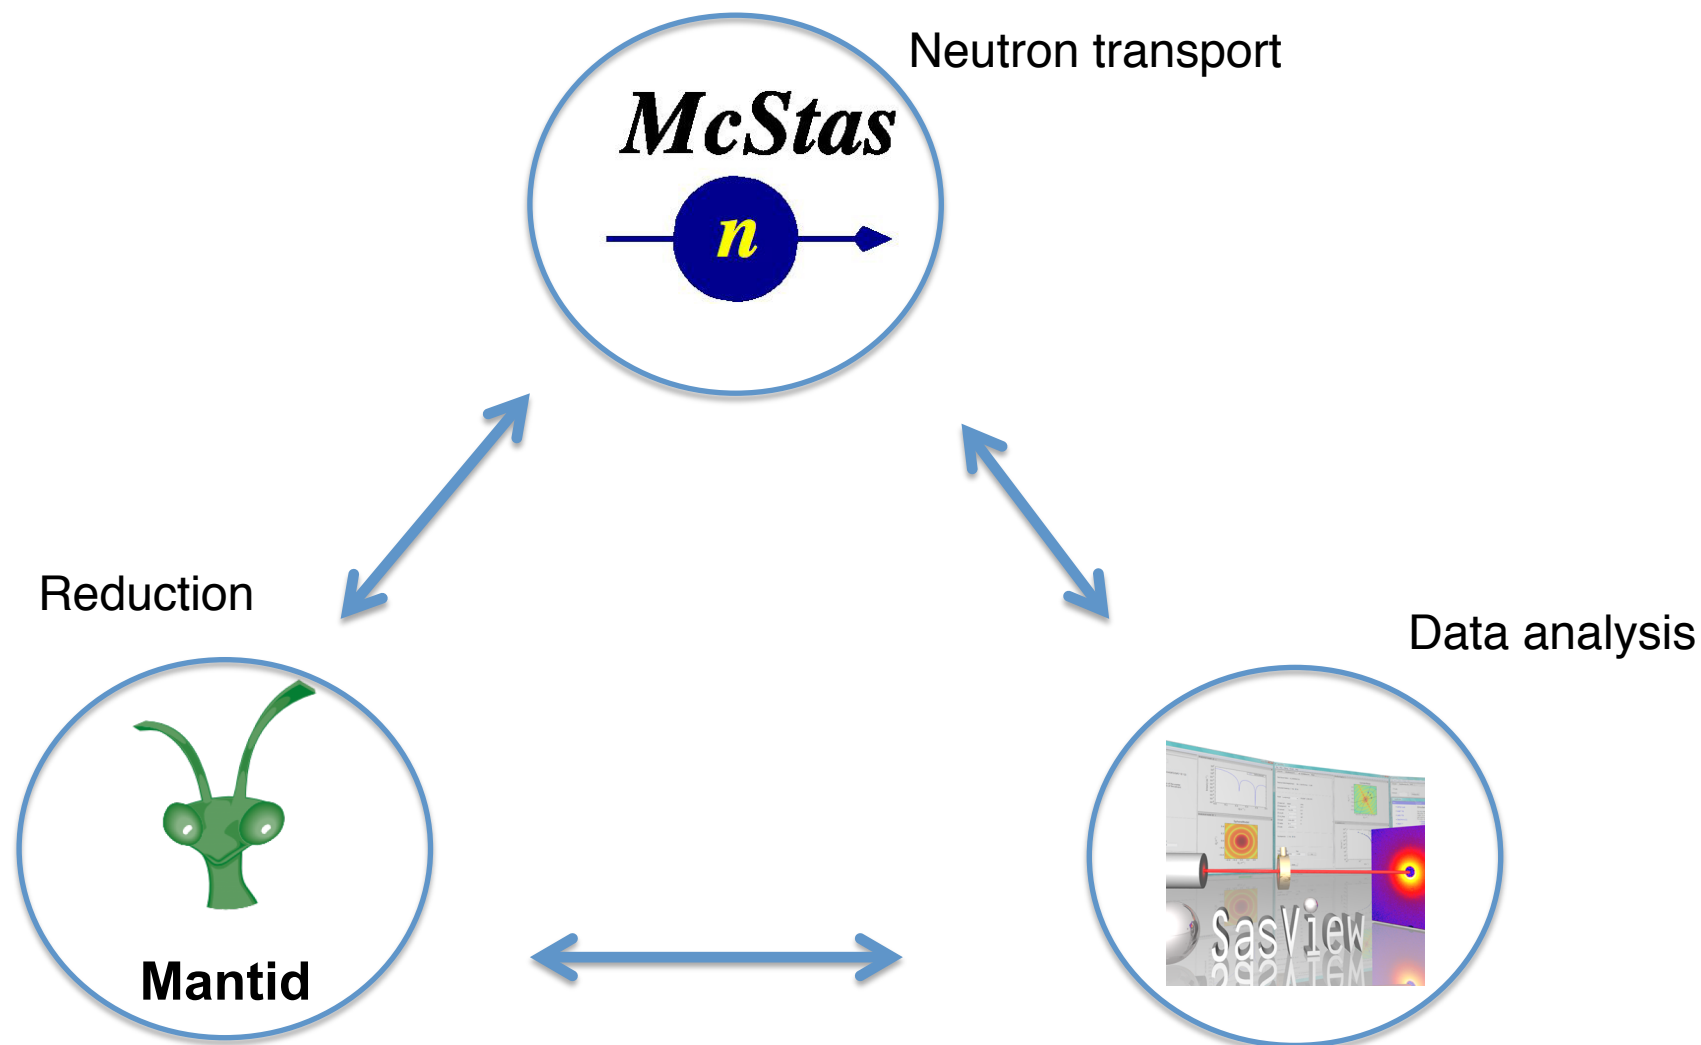 Neutron transport
McStas
n
Reduction
Data analysis
Mantid
SasView